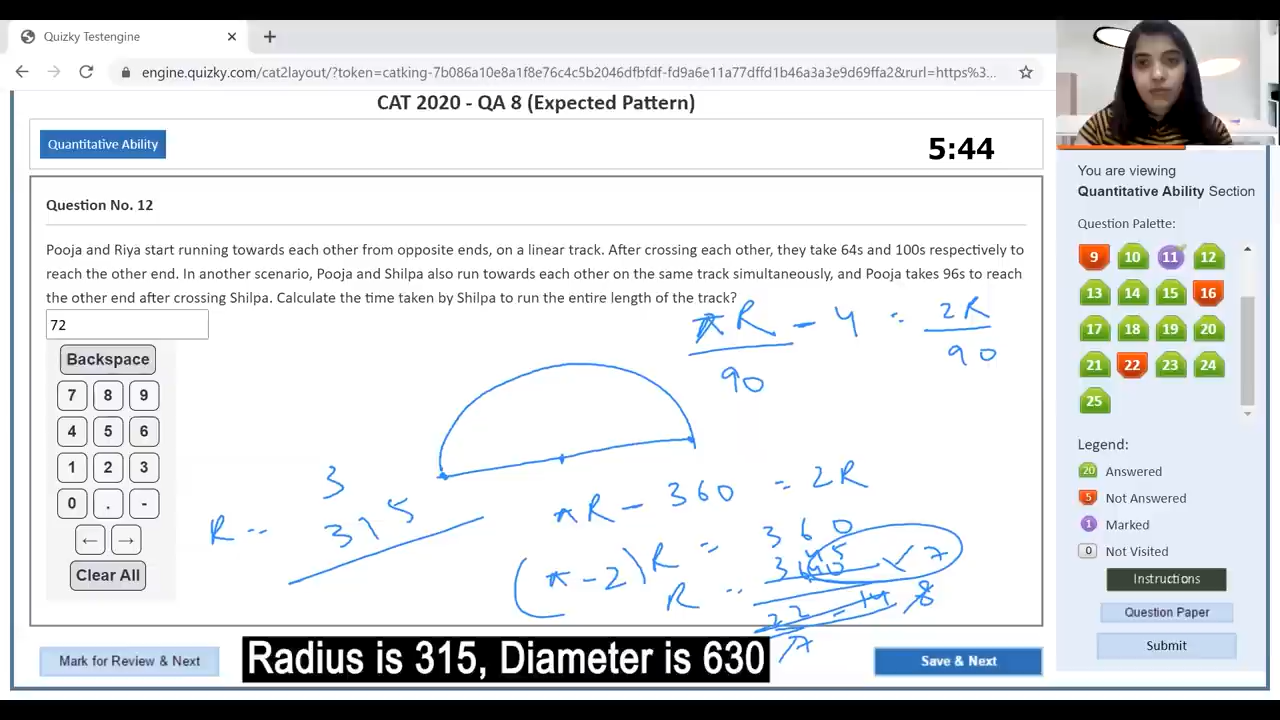 Quizky Testengine
engine.quizky.com/cat2layout/?token=catking-7b086a10e8a1f8e76c4c5b2046dfbfdf-fd9a6e11a77dffd1b46a3a3e9d69ffa2&rurl=https%3...
CAT 2020 - QA 8 (Expected Pattern)
Quantitative Ability
5:44
Question No. 12
Pooja and Riya start running towards each other from opposite ends, on a linear track. After crossing each other, they take 64s and 100s respectively to
reach the other end. In another scenario, Pooja and Shilpa also run towards each other on the same track simultaneously, and Pooja takes 96s to reach
the other end after crossing Shilpa. Calculate the time taken by Shilpa to run the entire length of the track?
72
Backspace
7 8 9
4 5 6
1 2 3
0 . -
← →
Clear All
πR/90 - 4 = 2R/90
πR - 360 = 2R
(π - 2)R = 360
R =
22 - 14
7
R = 315
3
Mark for Review & Next
Radius is 315, Diameter is 630
Save & Next
You are viewing
Quantitative Ability Section
Question Palette:
9 10 11 12
13 14 15 16
17 18 19 20
21 22 23 24
25
Legend:
20 Answered
5 Not Answered
1 Marked
0 Not Visited
Instructions
Question Paper
Submit